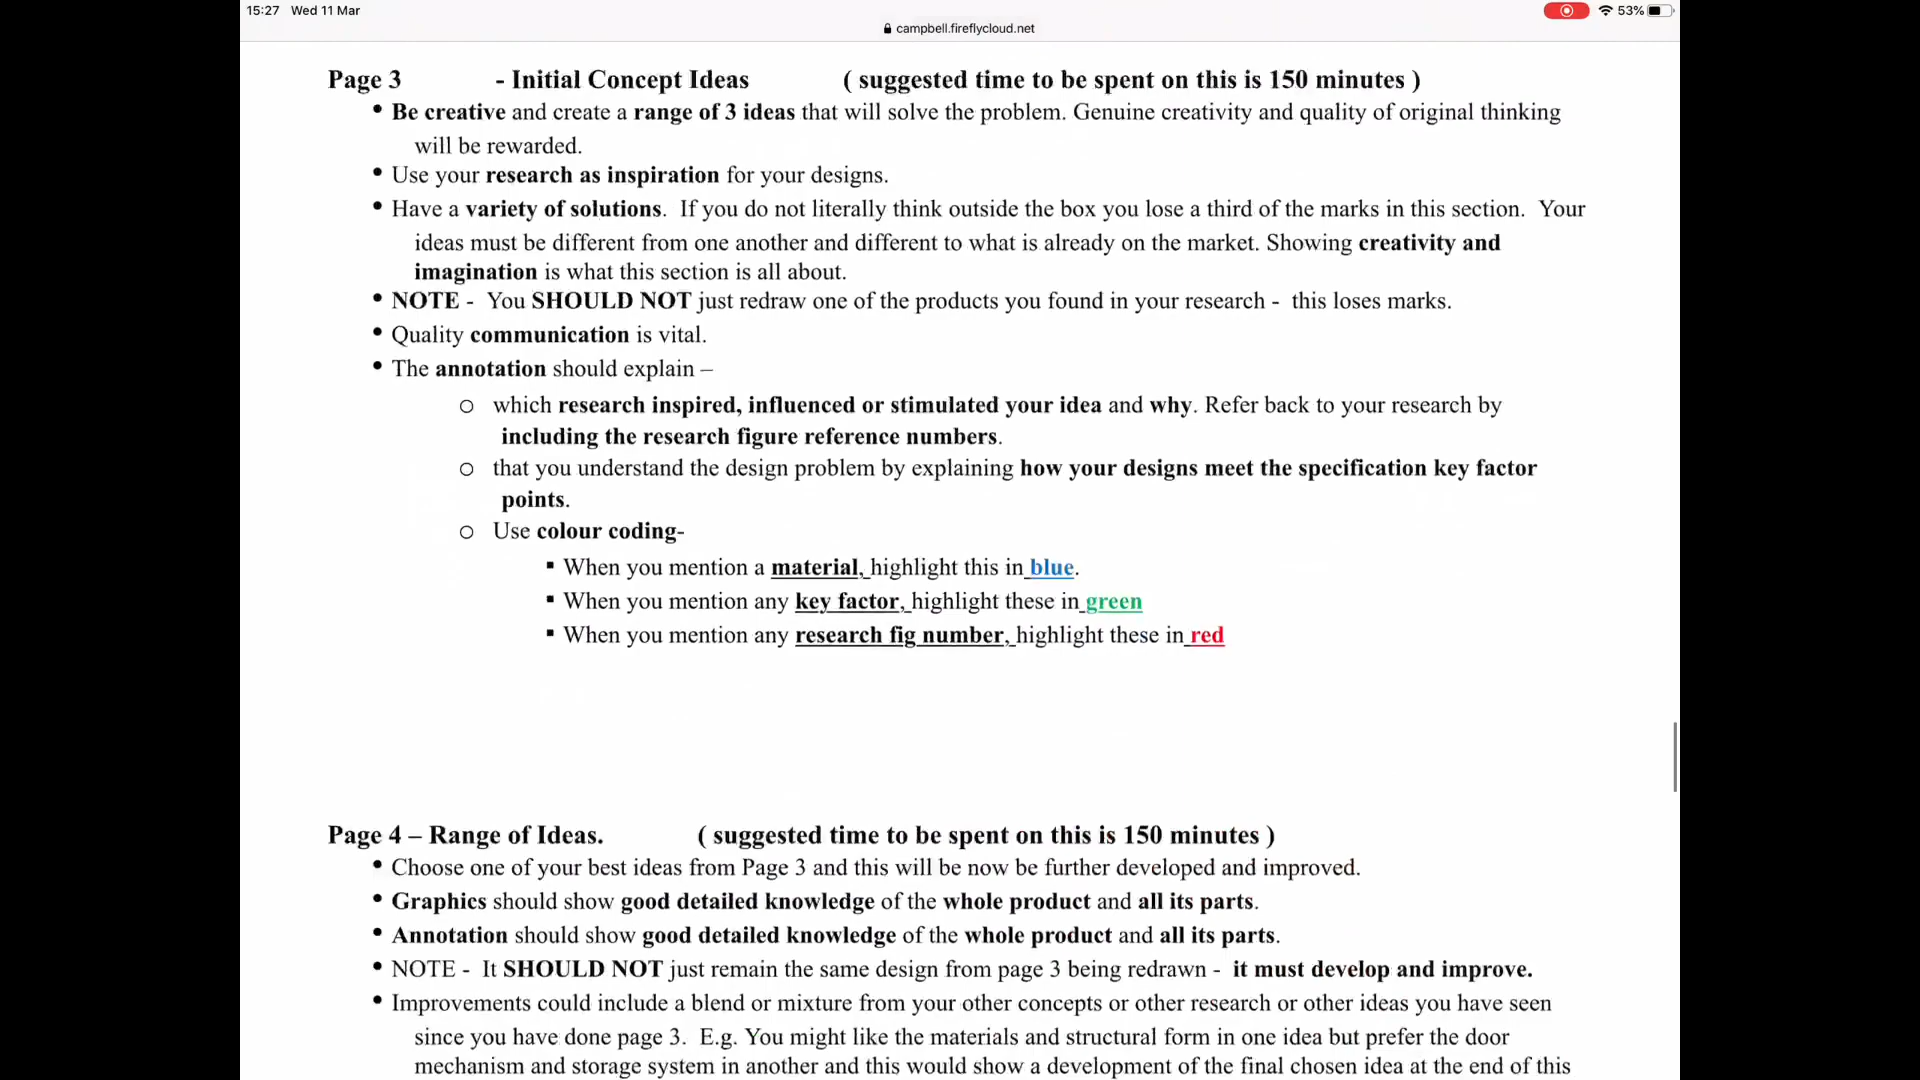 15:27 Wed 11 Mar
53%
campbell.fireflycloud.net
Page 3 - Initial Concept Ideas ( suggested time to be spent on this is 150 minutes )
• Be creative and create a range of 3 ideas that will solve the problem. Genuine creativity and quality of original thinking
will be rewarded.
• Use your research as inspiration for your designs.
• Have a variety of solutions. If you do not literally think outside the box you lose a third of the marks in this section. Your
ideas must be different from one another and different to what is already on the market. Showing creativity and
imagination is what this section is all about.
• NOTE - You SHOULD NOT just redraw one of the products you found in your research - this loses marks.
• Quality communication is vital.
• The annotation should explain –
o which research inspired, influenced or stimulated your idea and why. Refer back to your research by
including the research figure reference numbers.
o that you understand the design problem by explaining how your designs meet the specification key factor
points.
o Use colour coding-
▪ When you mention a material, highlight this in blue.
▪ When you mention any key factor, highlight these in green
▪ When you mention any research fig number, highlight these in red
Page 4 – Range of Ideas. ( suggested time to be spent on this is 150 minutes )
• Choose one of your best ideas from Page 3 and this will be now be further developed and improved.
• Graphics should show good detailed knowledge of the whole product and all its parts.
• Annotation should show good detailed knowledge of the whole product and all its parts.
• NOTE - It SHOULD NOT just remain the same design from page 3 being redrawn - it must develop and improve.
• Improvements could include a blend or mixture from your other concepts or other research or other ideas you have seen
since you have done page 3. E.g. You might like the materials and structural form in one idea but prefer the door
mechanism and storage system in another and this would show a development of the final chosen idea at the end of this